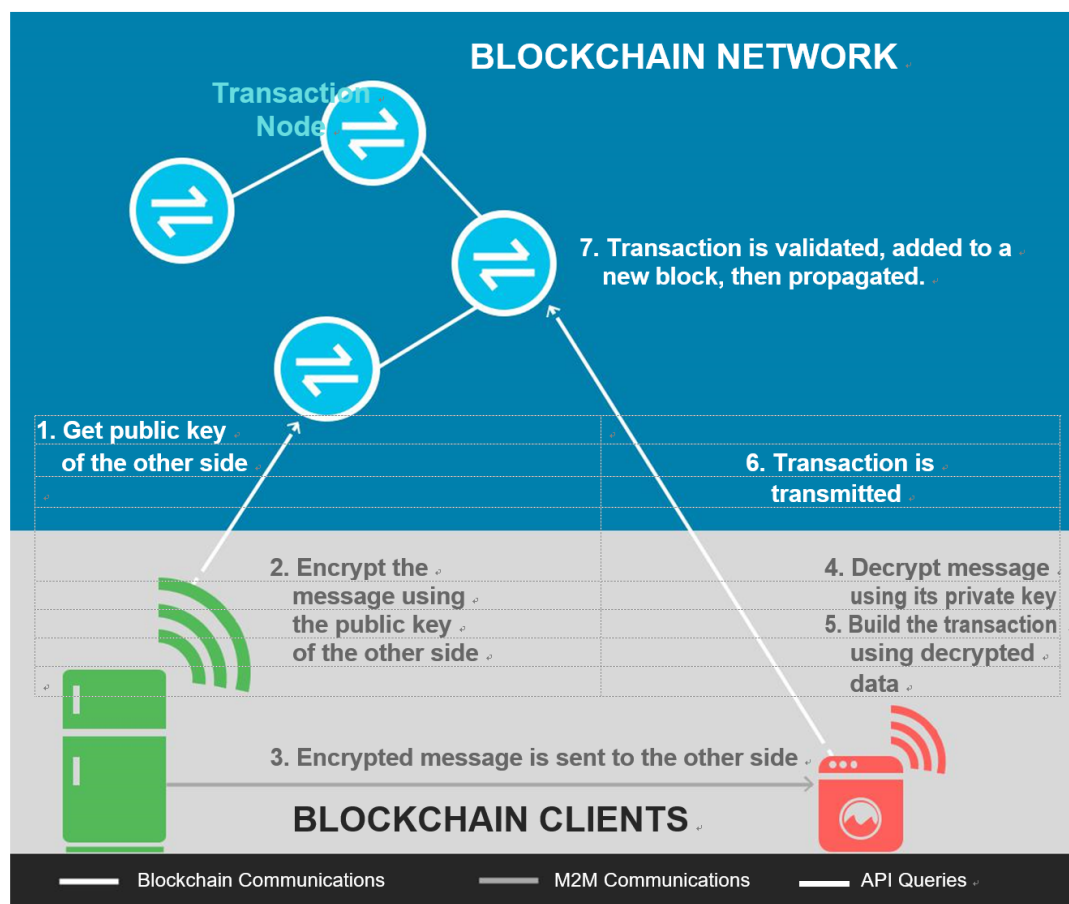 BLOCKCHAIN NETWORK
Transaction
Node
7. Transaction is validated, added to a
new block, then propagated.
1. Get public key
of the other side
6. Transaction is
transmitted
2. Encrypt the
message using
the public key
of the other side
4. Decrypt message
using its private key
5. Build the transaction
using decrypted
data
3. Encrypted message is sent to the other side
BLOCKCHAIN CLIENTS
Blockchain Communications
M2M Communications
API Queries